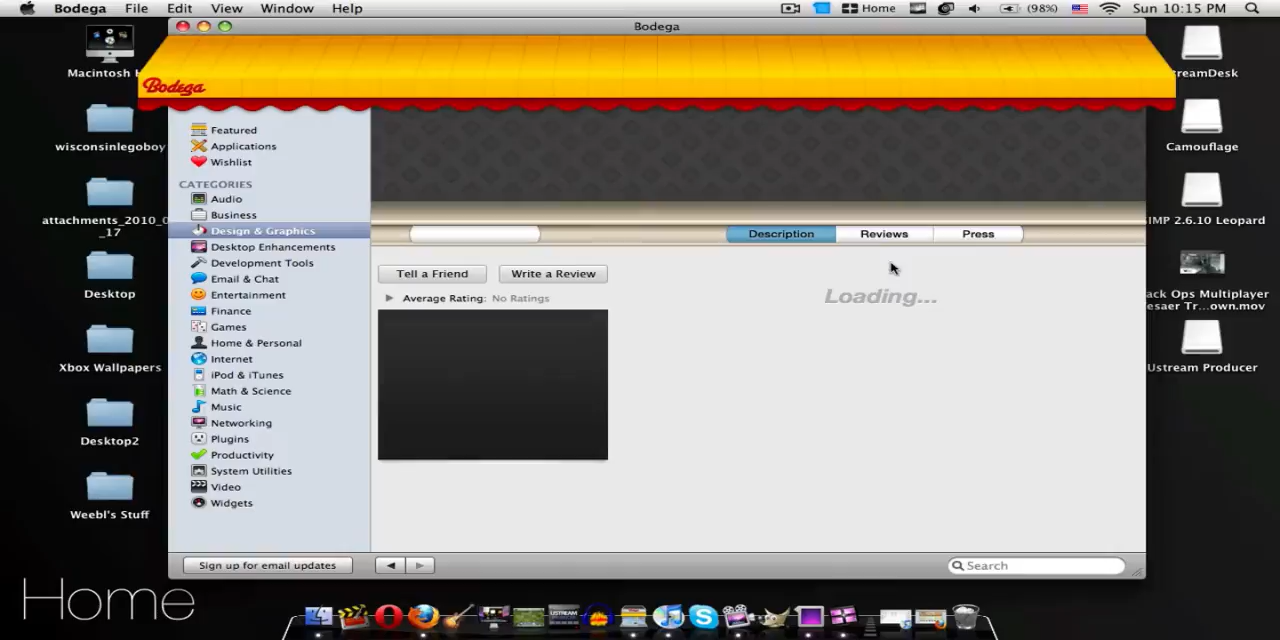 Bodega File Edit View Window Help
Home (98%) Sun 10:15 PM
Bodega
Macintosh H
wisconsinlegoboy
attachments_2010_0
_17
Desktop
Xbox Wallpapers
Desktop2
Weebl's Stuff
Home
Bodega
Featured
Applications
Wishlist
CATEGORIES
Audio
Business
Design & Graphics
Desktop Enhancements
Development Tools
Email & Chat
Entertainment
Finance
Games
Home & Personal
Internet
iPod & iTunes
Math & Science
Music
Networking
Plugins
Productivity
System Utilities
Video
Widgets
Sign up for email updates
Description Reviews Press
Tell a Friend Write a Review
Average Rating: No Ratings
Loading...
Search
reamDesk
Camouflage
IMP 2.6.10 Leopard
ack Ops Multiplayer
esaer Tr...own.mov
Ustream Producer
USTREAM